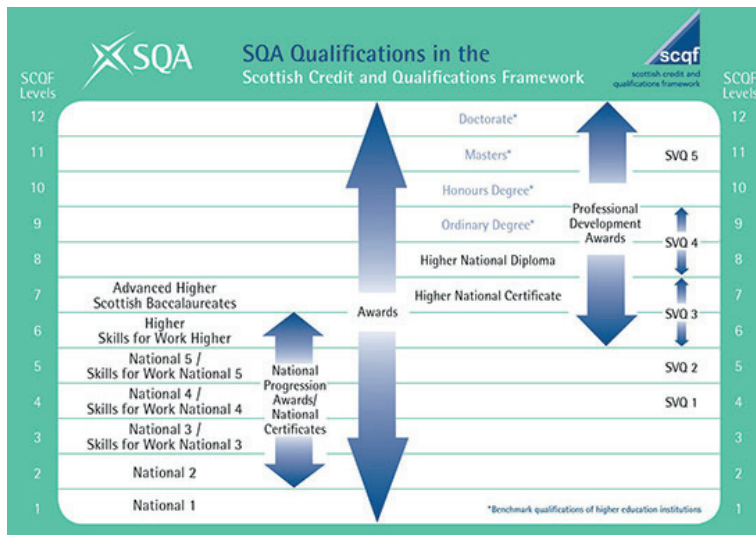 SQA
SQA Qualifications in the
Scottish Credit and Qualifications Framework
scqf
scottish credit and
qualifications framework
SCQF
Levels
SCQF
Levels
12
Doctorate*
12
11
Masters*
SVQ 5
11
10
Honours Degree*
10
9
Ordinary Degree*
Professional
Development
Awards
SVQ 4
9
8
Higher National Diploma
8
7
Advanced Higher
Scottish Baccalaureates
Awards
Higher National Certificate
SVQ 3
7
6
Higher
Skills for Work Higher
6
5
National 5 /
Skills for Work National 5
National
Progression
Awards/
National
Certificates
SVQ 2
5
4
National 4 /
Skills for Work National 4
SVQ 1
4
3
National 3 /
Skills for Work National 3
3
2
National 2
2
1
National 1
*Benchmark qualifications of higher education institutions
1